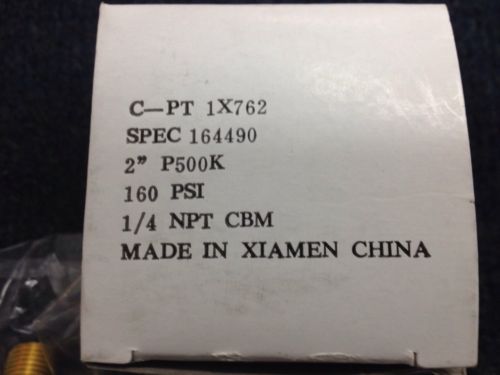 C—PT 1X762
SPEC 164490
2” P500K
160 PSI
1/4 NPT CBM
MADE IN XIAMEN CHINA